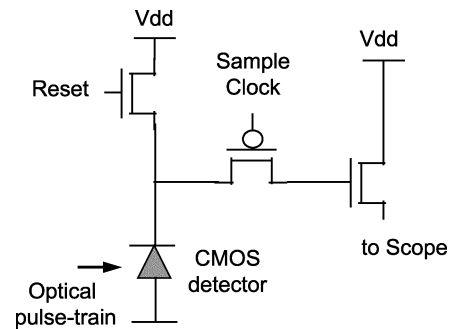 Vdd
Vdd
Sample
Clock
Reset
to Scope
CMOS
detector
Optical
pulse-train